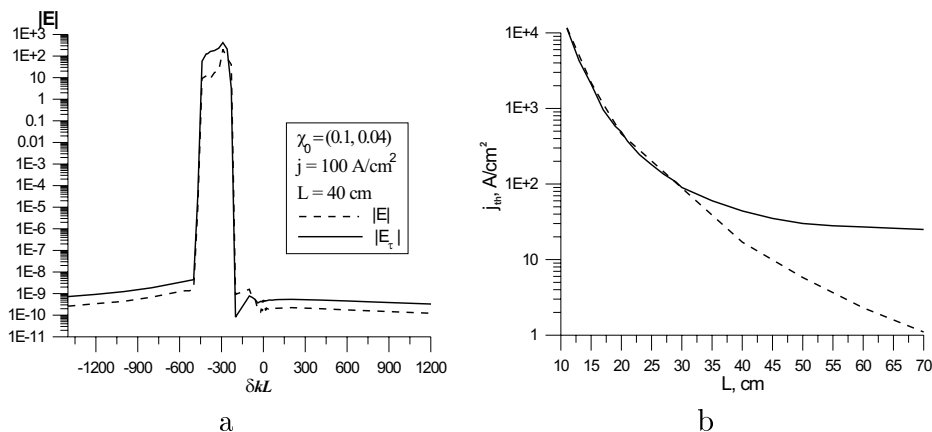 |E|
1E+3
1E+2
10
1
0.1
0.01
1E-3
1E-4
1E-5
1E-6
1E-7
1E-8
1E-9
1E-10
1E-11
-1200 -900 -600 -300 0 300 600 900 1200
δkL
χ₀=(0.1, 0.04)
j = 100 A/cm²
L = 40 cm
|E|
|Eτ|
a
1E+4
1E+3
1E+2
10
1
jth, A/cm²
10 15 20 25 30 35 40 45 50 55 60 65 70
L, cm
b